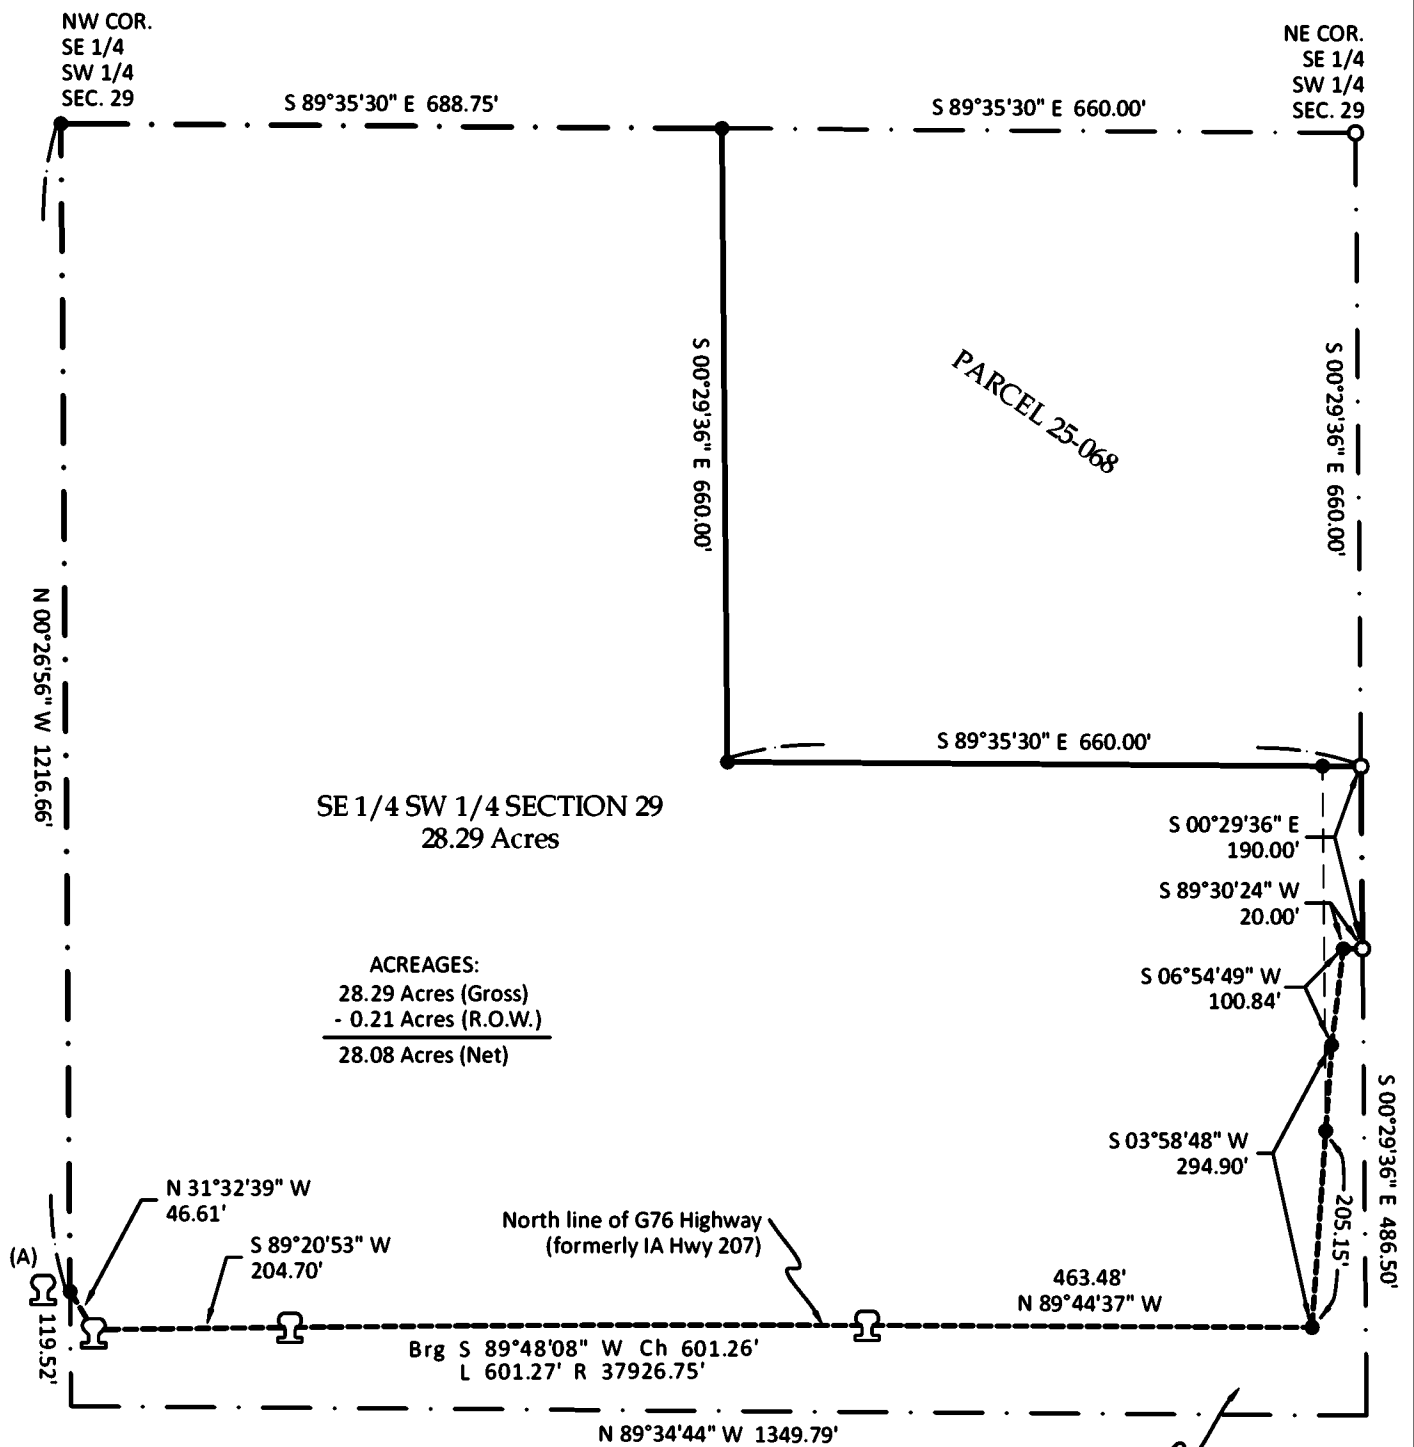 NW COR.
SE 1/4
SW 1/4
SEC. 29
NE COR.
SE 1/4
SW 1/4
SEC. 29
S 89°35'30" E 688.75'
S 89°35'30" E 660.00'
S 00°29'36" E 660.00'
PARCEL 25-068
S 00°29'36" E 660.00'
N 00°26'56" W 1216.66'
S 89°35'30" E 660.00'
SE 1/4 SW 1/4 SECTION 29
28.29 Acres
S 00°29'36" E
190.00'
S 89°30'24" W
20.00'
ACREAGES:
28.29 Acres (Gross)
- 0.21 Acres (R.O.W.)
28.08 Acres (Net)
S 06°54'49" W
100.84'
S 03°58'48" W
294.90'
S 00°29'36" E 486.50'
205.15'
N 31°32'39" W
46.61'
S 89°20'53" W
204.70'
North line of G76 Highway
(formerly IA Hwy 207)
(A)
119.52'
463.48'
N 89°44'37" W
Brg S 89°48'08" W Ch 601.26'
L 601.27' R 37926.75'
N 89°34'44" W 1349.79'